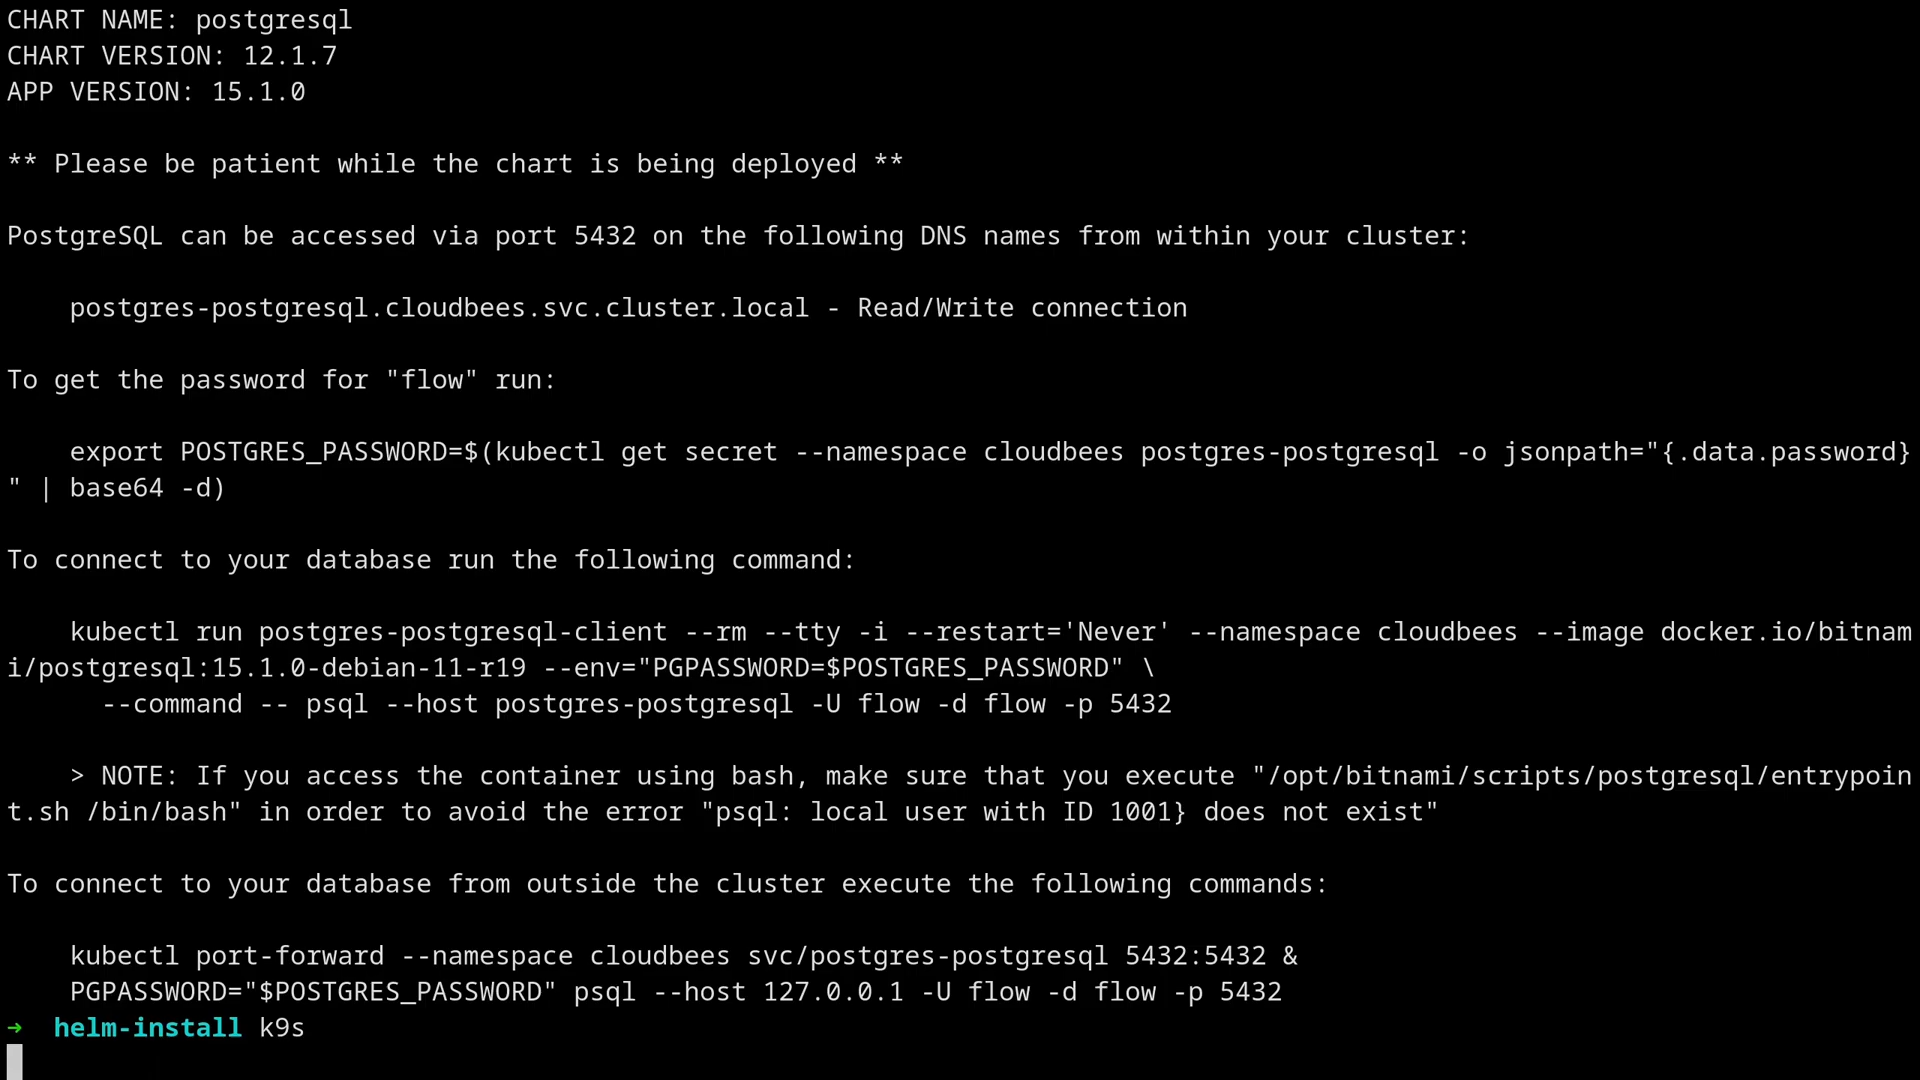 CHART NAME: postgresql
CHART VERSION: 12.1.7
APP VERSION: 15.1.0
** Please be patient while the chart is being deployed **
PostgreSQL can be accessed via port 5432 on the following DNS names from within your cluster:
postgres-postgresql.cloudbees.svc.cluster.local - Read/Write connection
To get the password for "flow" run:
export POSTGRES_PASSWORD=$(kubectl get secret --namespace cloudbees postgres-postgresql -o jsonpath="{.data.password}
" | base64 -d)
To connect to your database run the following command:
kubectl run postgres-postgresql-client --rm --tty -i --restart='Never' --namespace cloudbees --image docker.io/bitnam
i/postgresql:15.1.0-debian-11-r19 --env="PGPASSWORD=$POSTGRES_PASSWORD" \
--command -- psql --host postgres-postgresql -U flow -d flow -p 5432
> NOTE: If you access the container using bash, make sure that you execute "/opt/bitnami/scripts/postgresql/entrypoin
t.sh /bin/bash" in order to avoid the error "psql: local user with ID 1001} does not exist"
To connect to your database from outside the cluster execute the following commands:
kubectl port-forward --namespace cloudbees svc/postgres-postgresql 5432:5432 &
PGPASSWORD="$POSTGRES_PASSWORD" psql --host 127.0.0.1 -U flow -d flow -p 5432
→ helm-install k9s